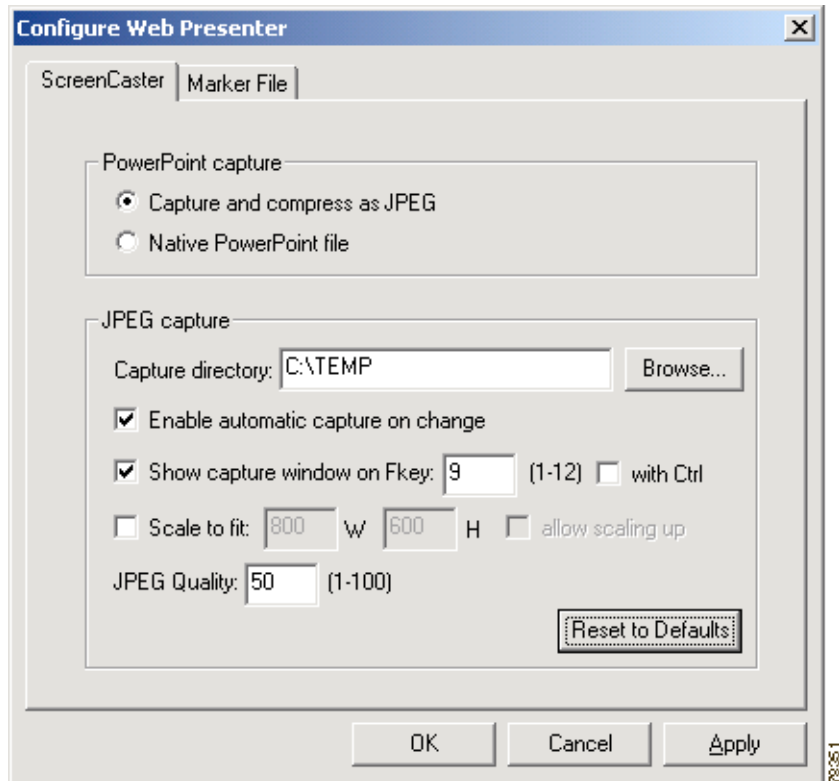 Configure Web Presenter
ScreenCaster Marker File
PowerPoint capture
Capture and compress as JPEG
Native PowerPoint file
JPEG capture
Capture directory: C:\TEMP Browse...
Enable automatic capture on change
Show capture window on Fkey: 9 (1-12) with Ctrl
Scale to fit: 800 W 600 H allow scaling up
JPEG Quality: 50 (1-100)
Reset to Defaults
OK Cancel Apply